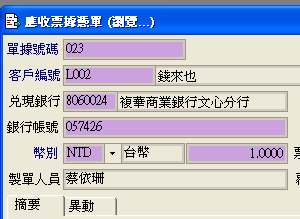 應收票據憑單 (瀏覽...)
單據號碼 023
客戶編號 L002 錢來也
兌現銀行 8060024 複華商業銀行文心分行
銀行帳號 057426
幣別 NTD 台幣 1.0000 票
製單人員 蔡依珊
摘要 異動